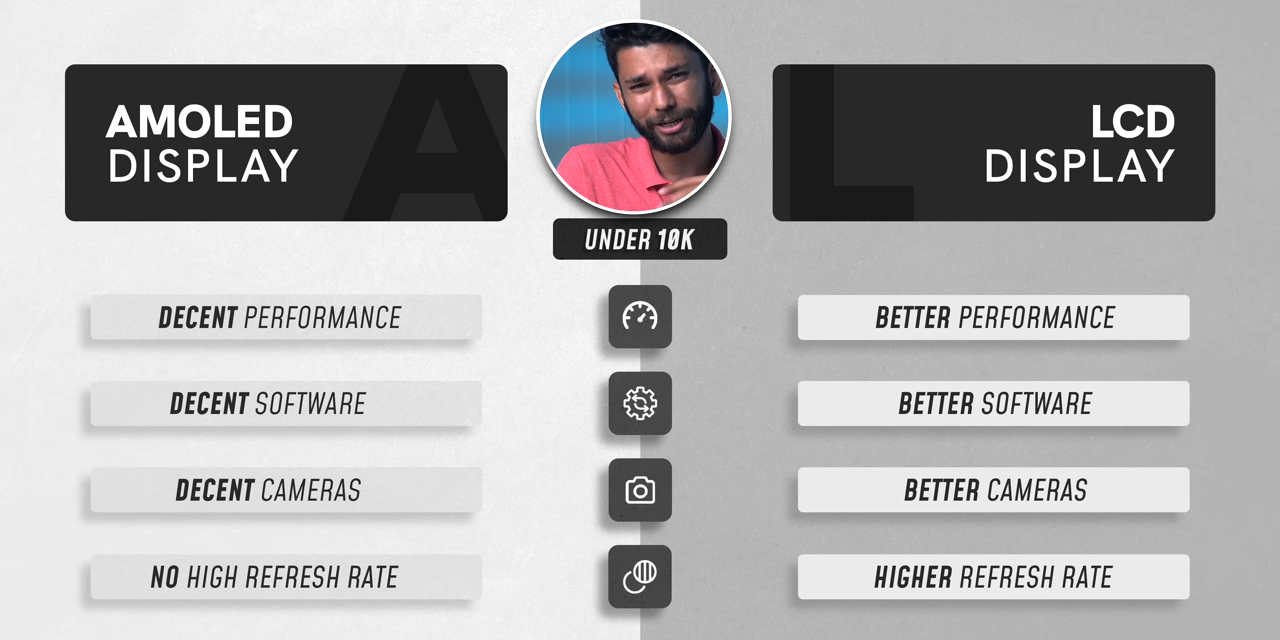 AMOLED
DISPLAY
LCD
DISPLAY
UNDER 10K
DECENT PERFORMANCE
BETTER PERFORMANCE
DECENT SOFTWARE
BETTER SOFTWARE
DECENT CAMERAS
BETTER CAMERAS
NO HIGH REFRESH RATE
HIGHER REFRESH RATE